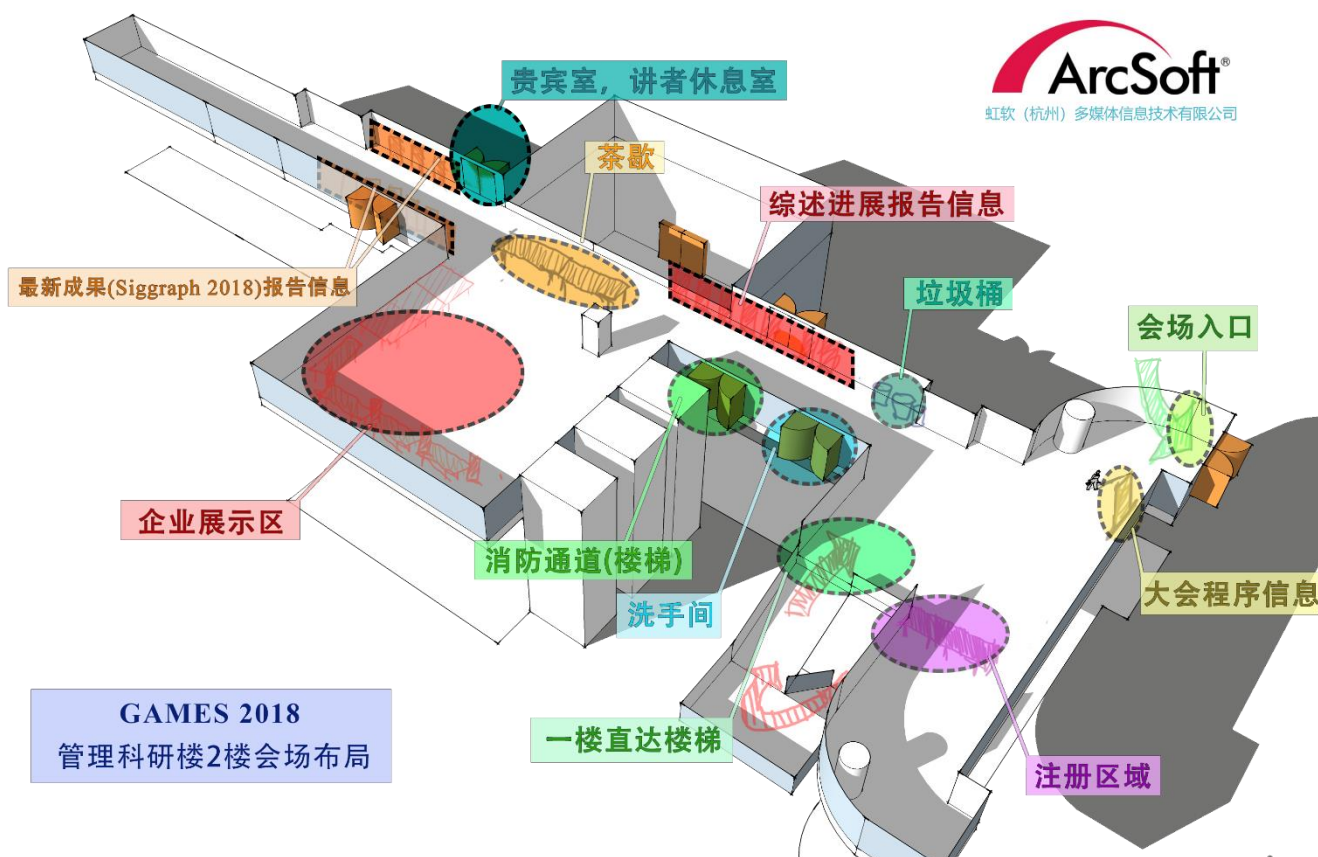 ArcSoft®
虹软（杭州）多媒体信息技术有限公司
贵宾室，讲者休息室
茶歇
综述进展报告信息
最新成果(Siggraph 2018)报告信息
垃圾桶
会场入口
企业展示区
消防通道(楼梯)
洗手间
大会程序信息
一楼直达楼梯
注册区域
GAMES 2018
管理科研楼2楼会场布局